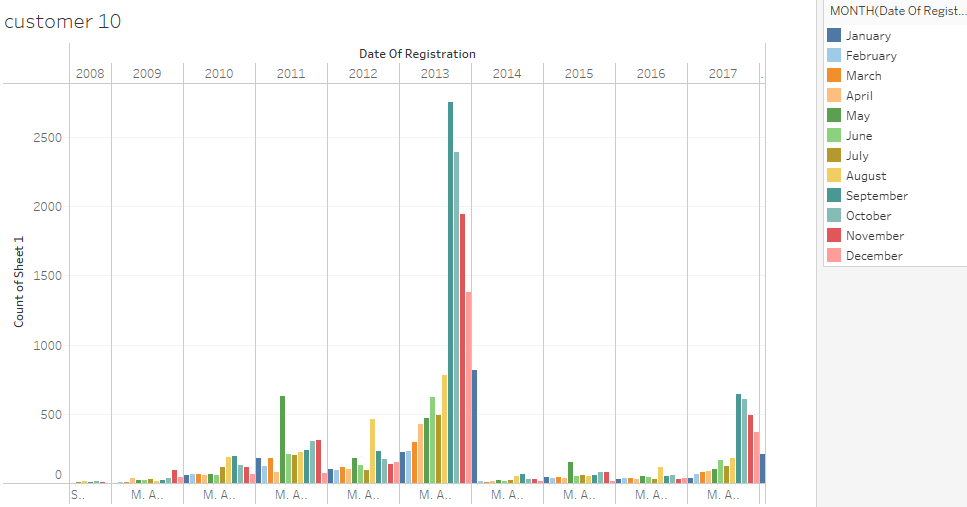 customer 10
Date Of Registration
2008 2009 2010 2011 2012 2013 2014 2015 2016 2017 .
Count of Sheet 1
2500
2000
1500
1000
500
0
S.. M. A.. M. A.. M. A.. M. A.. M. A.. M. A.. M. A.. M. A.. M. A..
MONTH(Date Of Regist...
January
February
March
April
May
June
July
August
September
October
November
December